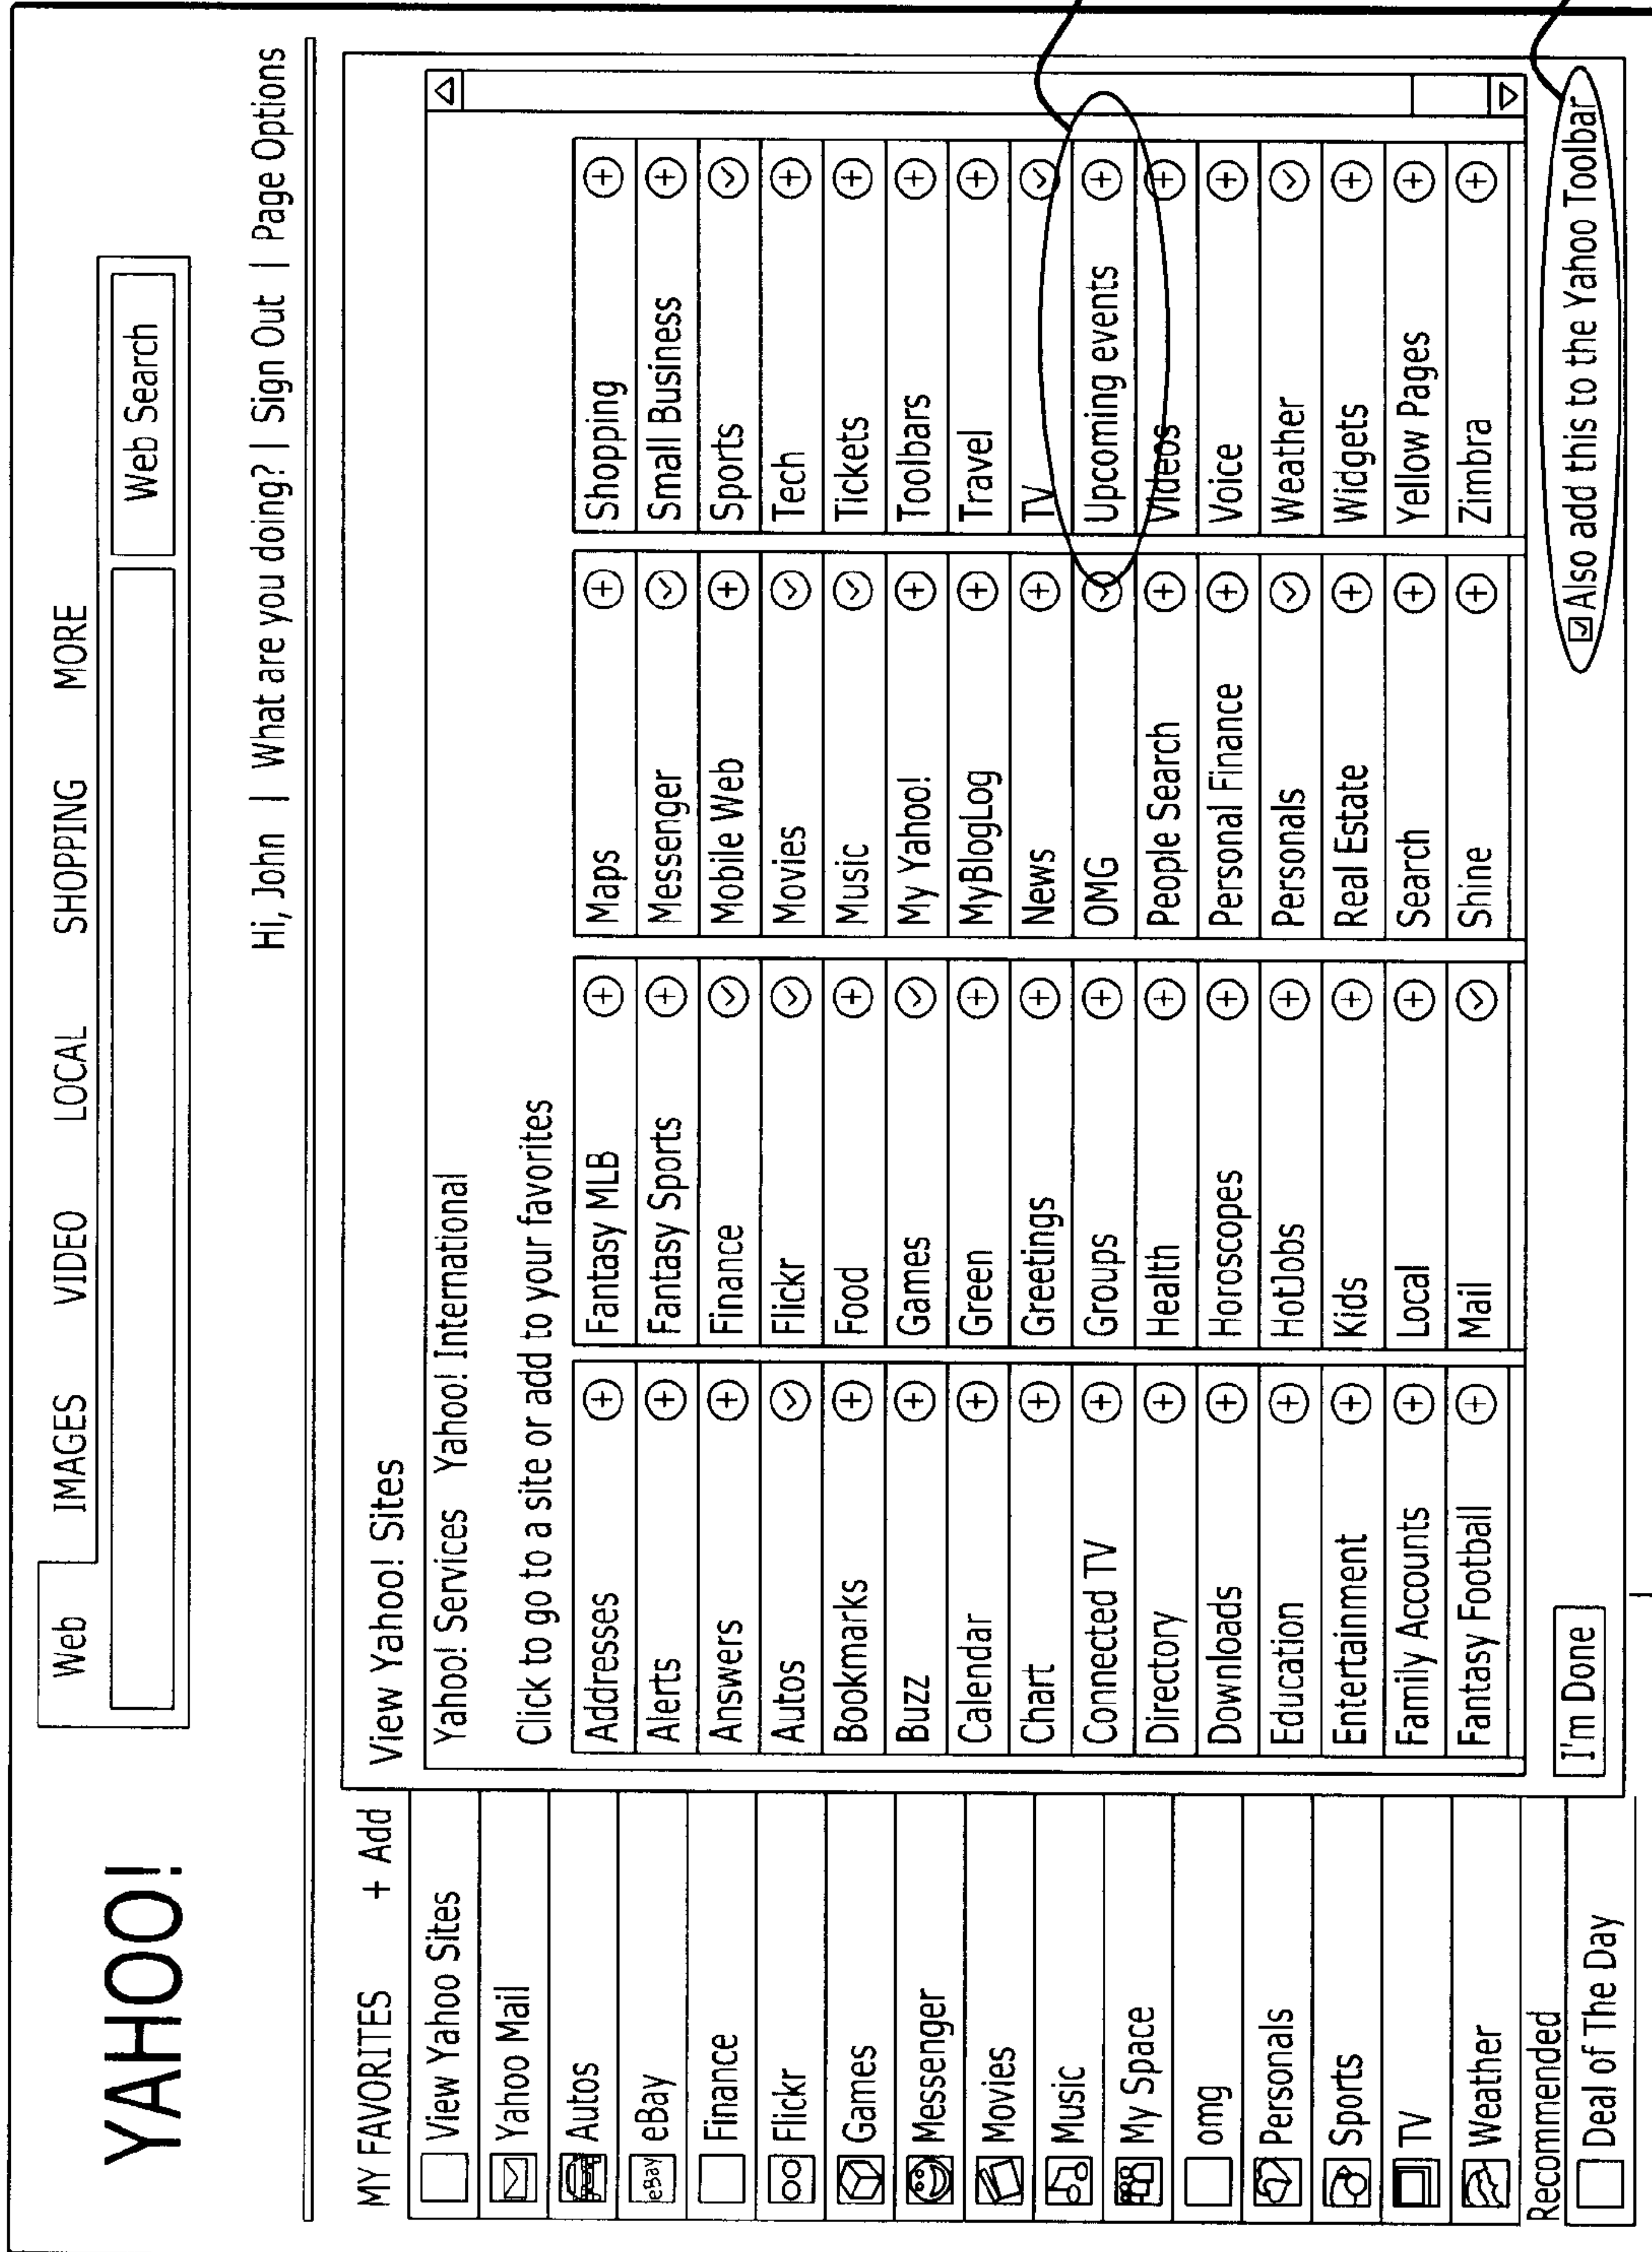 YAHOO!
Web IMAGES VIDEO LOCAL SHOPPING MORE
Web Search
Hi, John | What are you doing? | Sign Out | Page Options
MY FAVORITES + Add
View Yahoo Sites
Yahoo Mail
Autos
eBay eBay
Finance
Flickr
Games
Messenger
Movies
Music
My Space
omg
Personals
Sports
TV
Weather
Recommended
Deal of The Day
View Yahoo! Sites
Yahoo! Services Yahoo! International
Click to go to a site or add to your favorites
Addresses
Alerts
Answers
Autos
Bookmarks
Buzz
Calendar
Chart
Connected TV
Directory
Downloads
Education
Entertainment
Family Accounts
Fantasy Football
Fantasy MLB
Fantasy Sports
Finance
Flickr
Food
Games
Green
Greetings
Groups
Health
Horoscopes
HotJobs
Kids
Local
Mail
Maps
Messenger
Mobile Web
Movies
Music
My Yahoo!
MyBlogLog
News
OMG
People Search
Personal Finance
Personals
Real Estate
Search
Shine
Shopping
Small Business
Sports
Tech
Tickets
Toolbars
Travel
TV
Upcoming events
Videos
Voice
Weather
Widgets
Yellow Pages
Zimbra
I'm Done
Also add this to the Yahoo Toolbar